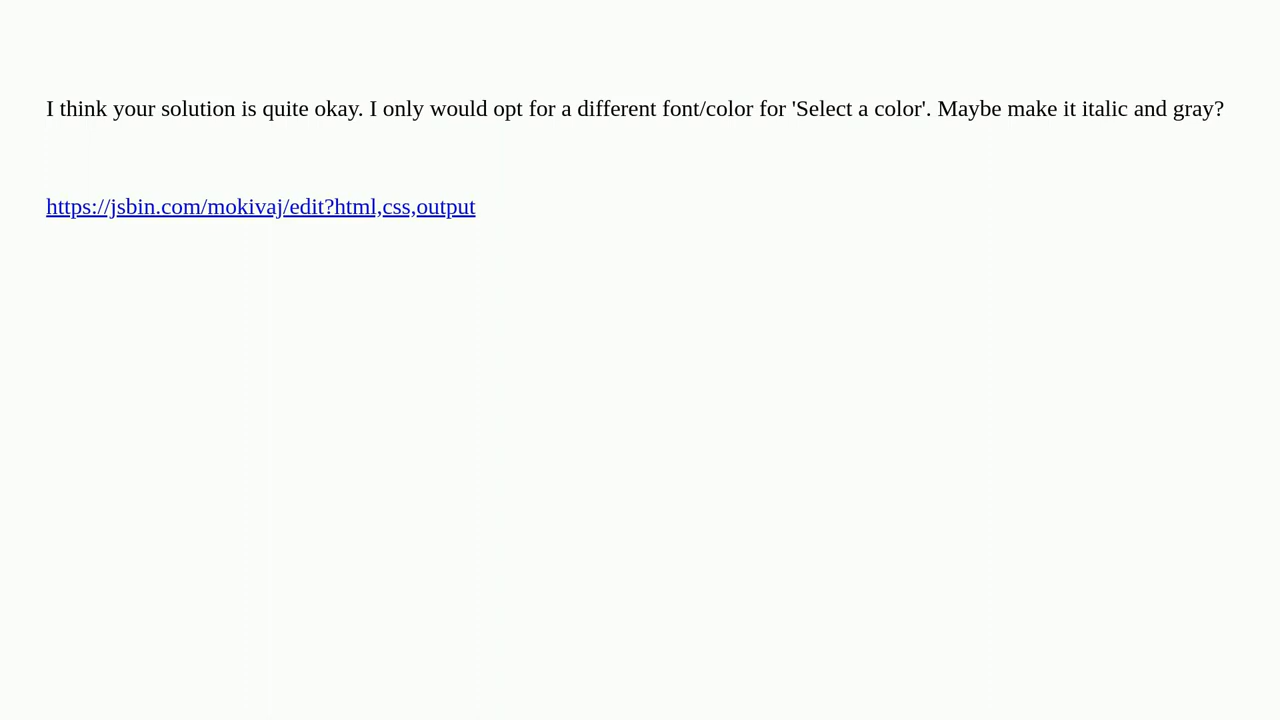 I think your solution is quite okay. I only would opt for a different font/color for 'Select a color'. Maybe make it italic and gray?
https://jsbin.com/mokivaj/edit?html,css,output